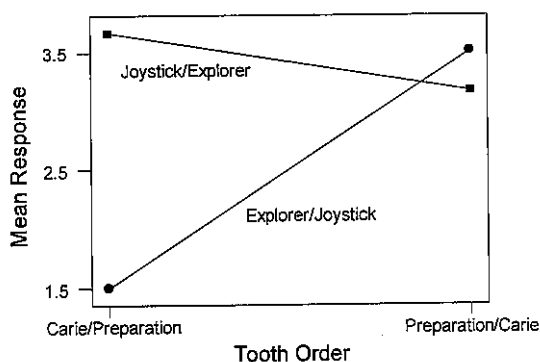 3.5
Joystick/Explorer
Mean Response
2.5
Explorer/Joystick
1.5
Carie/Preparation
Preparation/Carie
Tooth Order